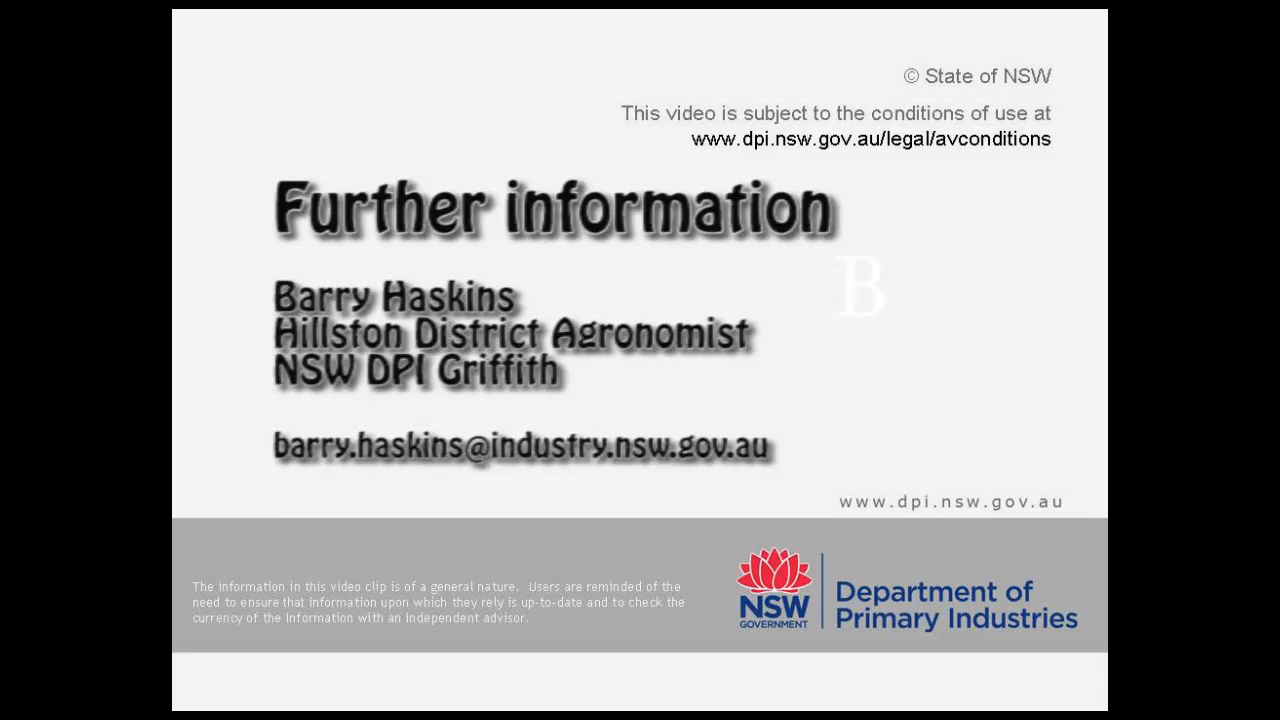 © State of NSW
This video is subject to the conditions of use at
www.dpi.nsw.gov.au/legal/avconditions
Further information
B
Barry Haskins
Hillston District Agronomist
NSW DPI Griffith
barry.haskins@industry.nsw.gov.au
www.dpi.nsw.gov.au
The information in this video clip is of a general nature. Users are reminded of the
need to ensure that information upon which they rely is up-to-date and to check the
currency of the information with an independent advisor.
NSW
GOVERNMENT
Department of
Primary Industries